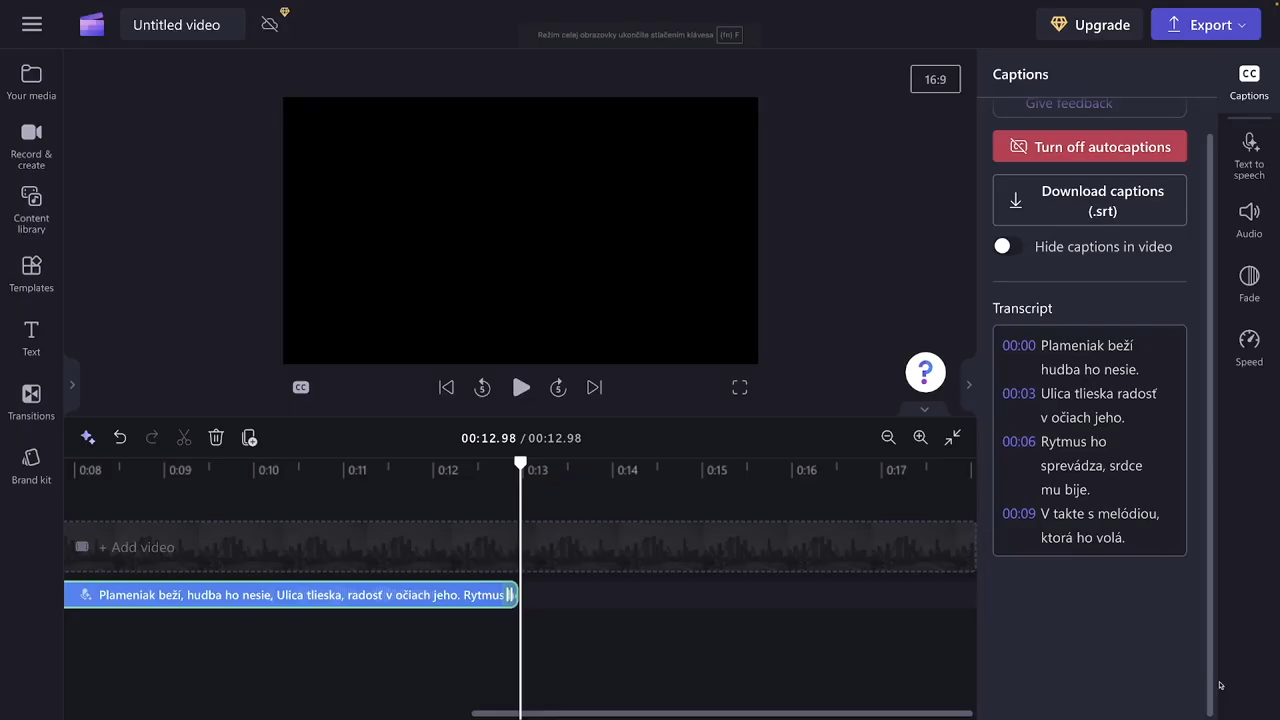 Untitled video
Režim celej obrazovky ukončíte stlačením klávesa (fn) F
Upgrade
Export
Your media
Record &
create
Content
library
Templates
Text
Transitions
Brand kit
16:9
Captions
Give feedback
Turn off autocaptions
Download captions
(.srt)
Hide captions in video
Transcript
00:00 Plameniak beží
hudba ho nesie.
00:03 Ulica tlieska radosť
v očiach jeho.
00:06 Rytmus ho
sprevádza, srdce
mu bije.
00:09 V takte s melódiou,
ktorá ho volá.
CC
Captions
Text to
speech
Audio
Fade
Speed
CC
5
5
?
00:12.98 / 00:12.98
0:08
0:09
0:10
0:11
0:12
0:13
0:14
0:15
0:16
0:17
+ Add video
Plameniak beží, hudba ho nesie, Ulica tlieska, radosť v očiach jeho. Rytmus